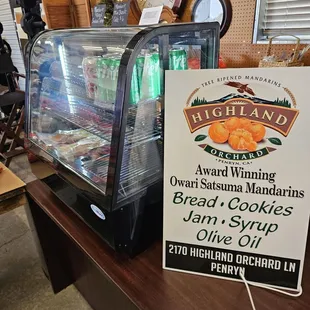 TREE RIPENED MANDARINS
HIGHLAND
ORCHARD
PENRYN, CA
Award Winning
Owari Satsuma Mandarins
Bread • Cookies
Jam • Syrup
Olive Oil
2170 HIGHLAND ORCHARD LN
PENRYN